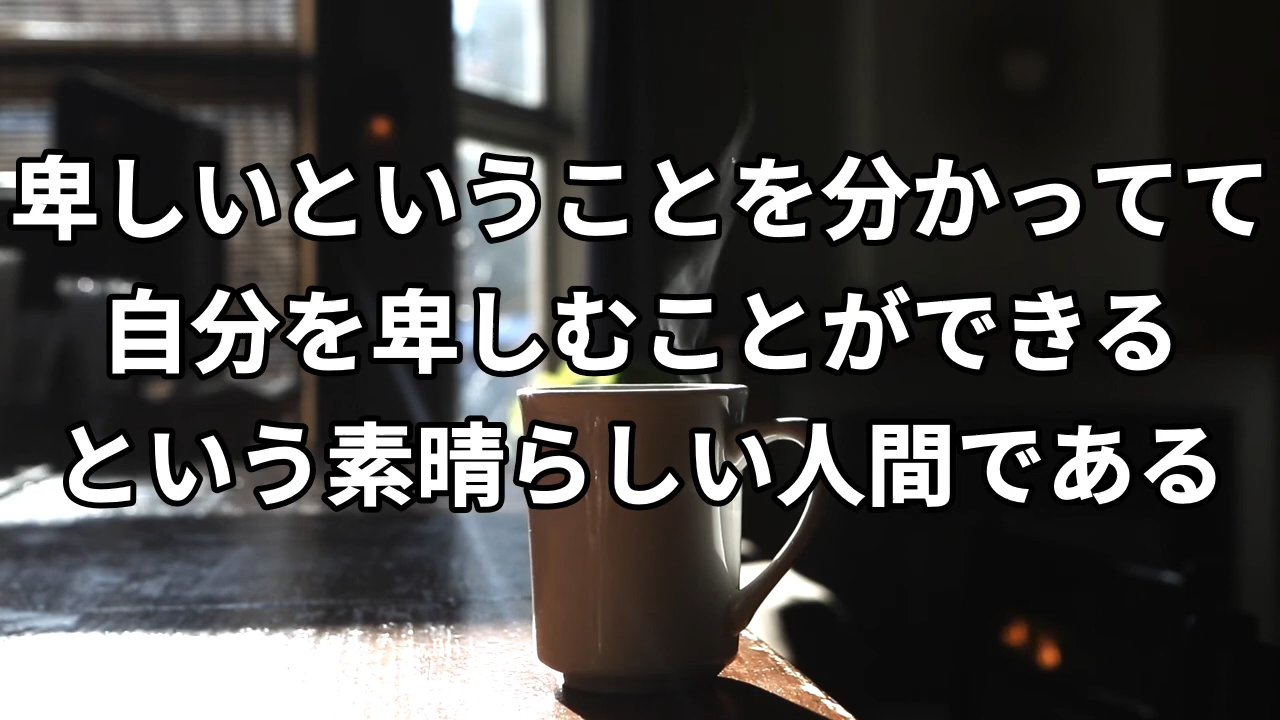 卑しいということを分かってて
自分を卑しむことができる
という素晴らしい人間である